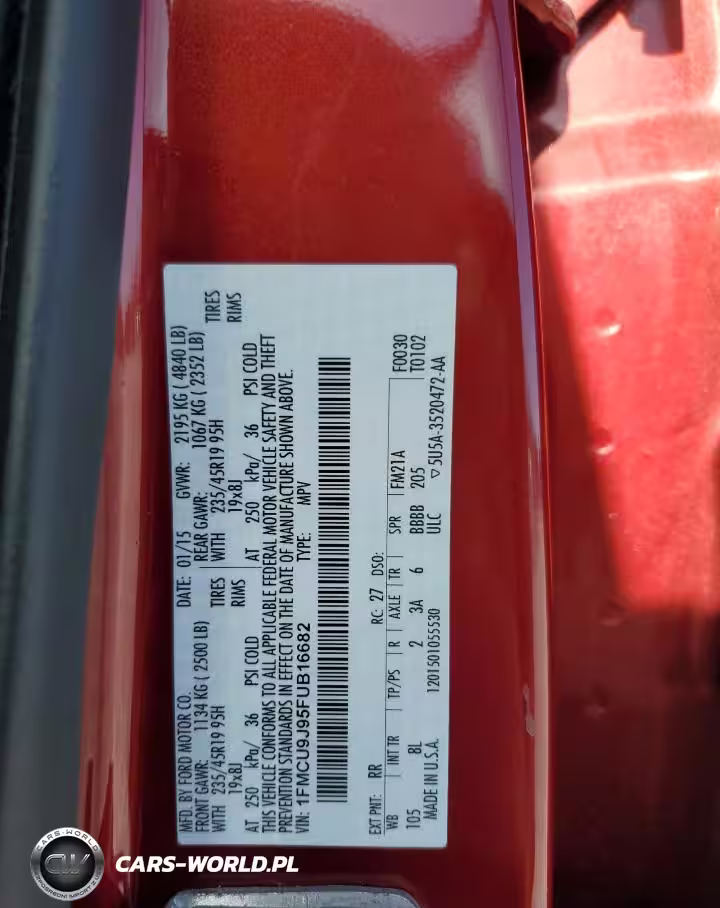 MFD. BY FORD MOTOR CO.
DATE: 01/15 GVWR: 2195 KG ( 4840 LB)
FRONT GAWR: 1134 KG ( 2500 LB) REAR GAWR: 1067 KG ( 2352 LB)
WITH 235/45R19 95H TIRES WITH 235/45R19 95H TIRES
19x8J RIMS 19x8J RIMS
AT 250 kPa/ 36 PSI COLD AT 250 kPa/ 36 PSI COLD
THIS VEHICLE CONFORMS TO ALL APPLICABLE FEDERAL MOTOR VEHICLE SAFETY AND THEFT
PREVENTION STANDARDS IN EFFECT ON THE DATE OF MANUFACTURE SHOWN ABOVE.
VIN: 1FMCU9J95FUB16682 TYPE: MPV
EXT PNT: RR RC: 27 DSO: F0030
WB INT TR TP/PS R AXLE TR SPR FM21A T0102
105 8L 2 3A 6 BBBB 205
MADE IN U.S.A. 1201501055530 ULC ▽5U5A-3520472-AA
CARS-WORLD
CW
CARS-WORLD.PL